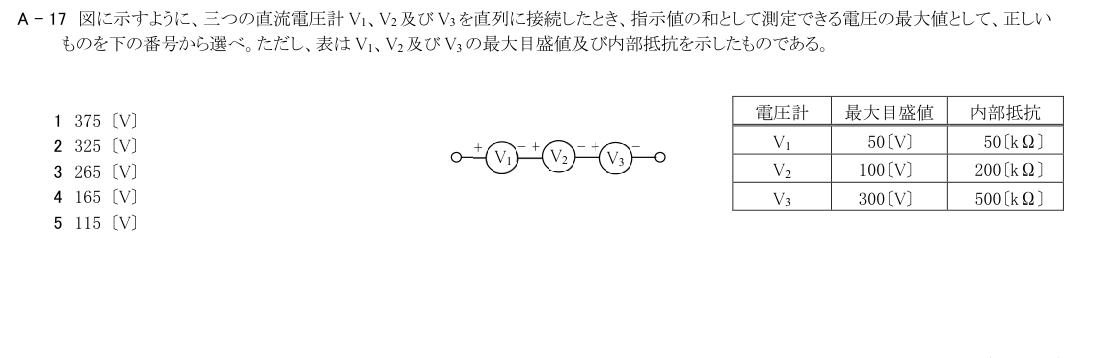 A－17 図に示すように、三つの直流電圧計 V1、V2 及び V3 を直列に接続したとき、指示値の和として測定できる電圧の最大値として、正しい
ものを下の番号から選べ。ただし、表は V1、V2 及び V3 の最大目盛値及び内部抵抗を示したものである。
1 375 〔V〕
2 325 〔V〕
3 265 〔V〕
4 165 〔V〕
5 115 〔V〕
+ V1 − + V2 − + V3 −
電圧計 最大目盛値 内部抵抗
V1 50〔V〕 50〔kΩ〕
V2 100〔V〕 200〔kΩ〕
V3 300〔V〕 500〔kΩ〕